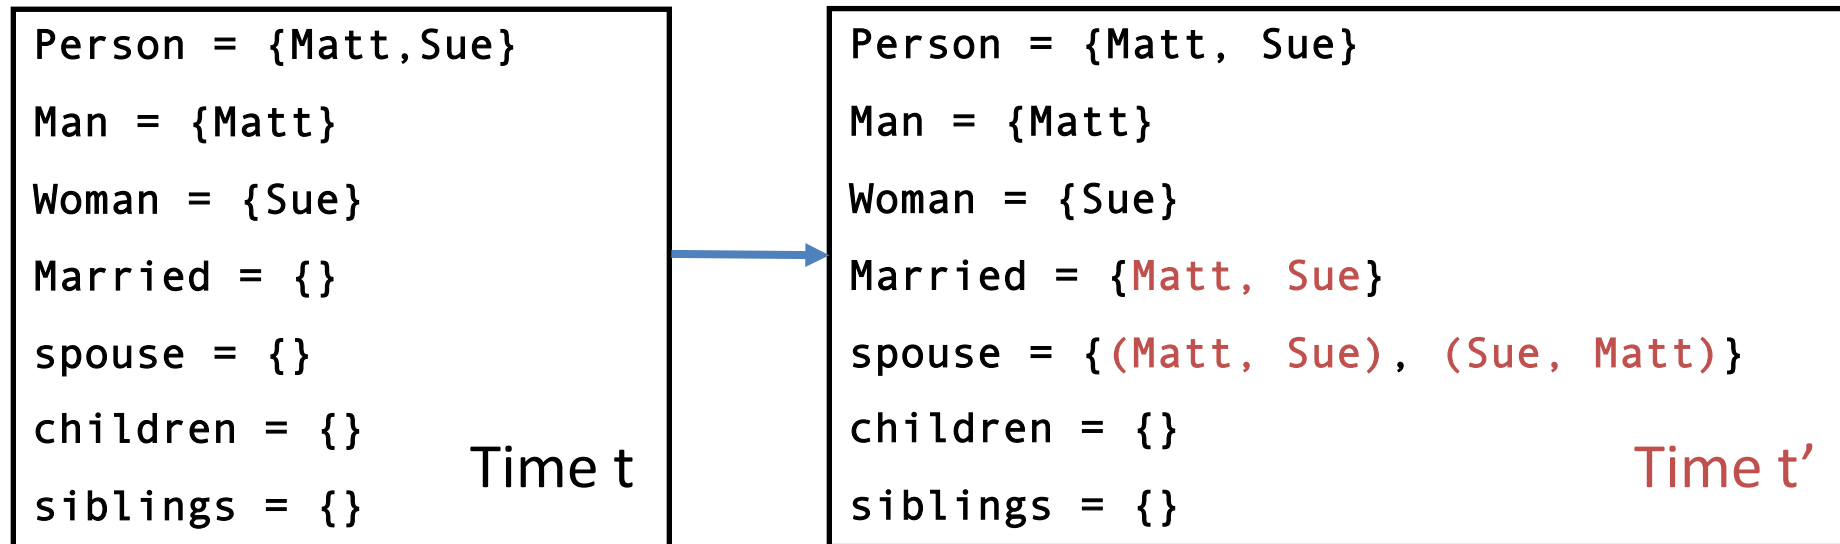 Person = {Matt,Sue}
Man = {Matt}
Woman = {Sue}
Married = {}
spouse = {}
children = {}
siblings = {}
Time t
Person = {Matt, Sue}
Man = {Matt}
Woman = {Sue}
Married = {Matt, Sue}
spouse = {(Matt, Sue), (Sue, Matt)}
children = {}
siblings = {}
Time t’